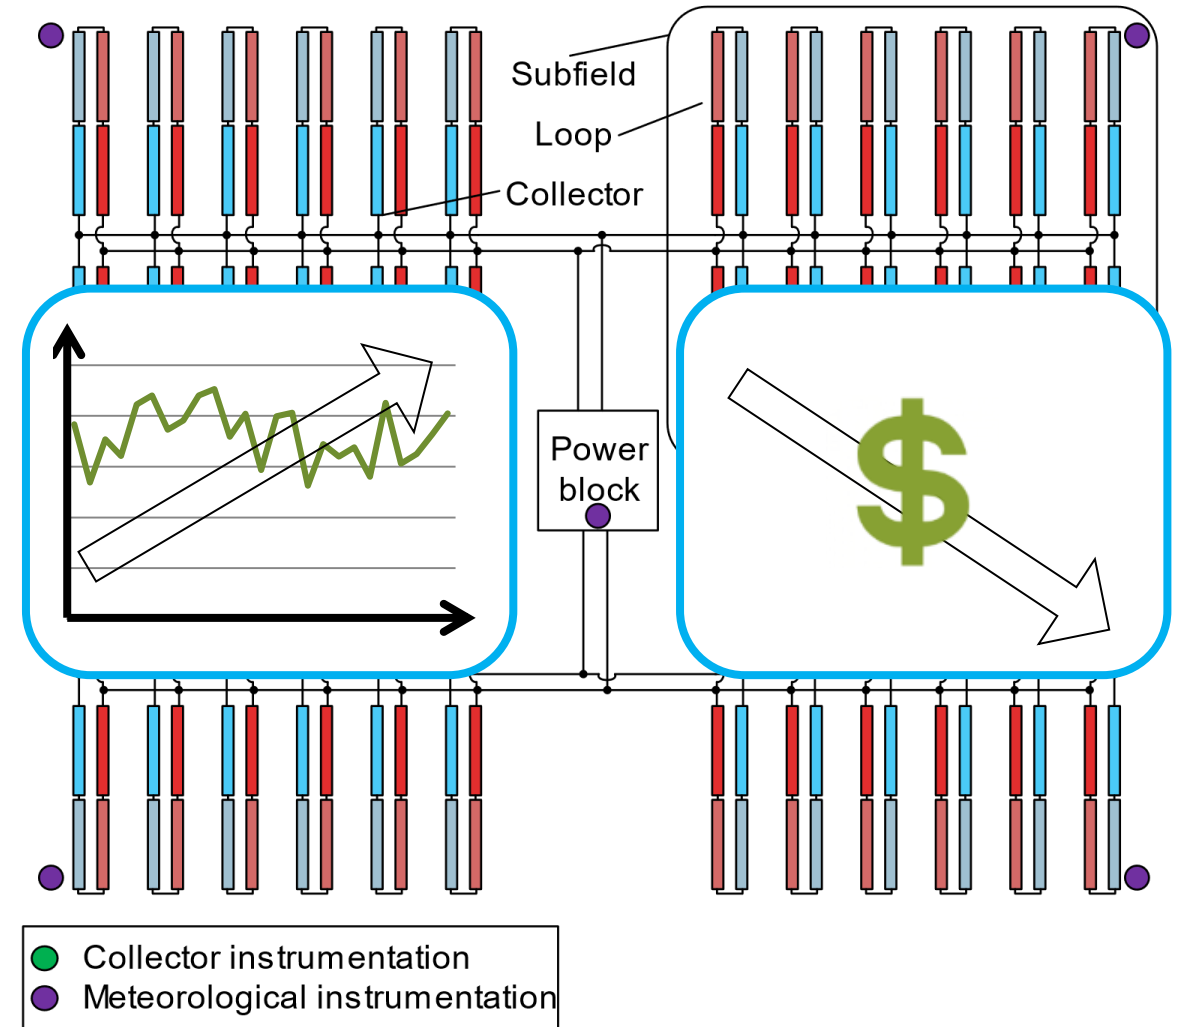 Subfield
Loop
Collector
Power
block
$
Collector instrumentation
Meteorological instrumentation